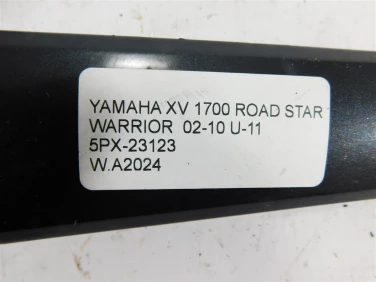 YAMAHA XV 1700 ROAD STAR
WARRIOR 02-10 U-11
5PX-23123
W.A2024